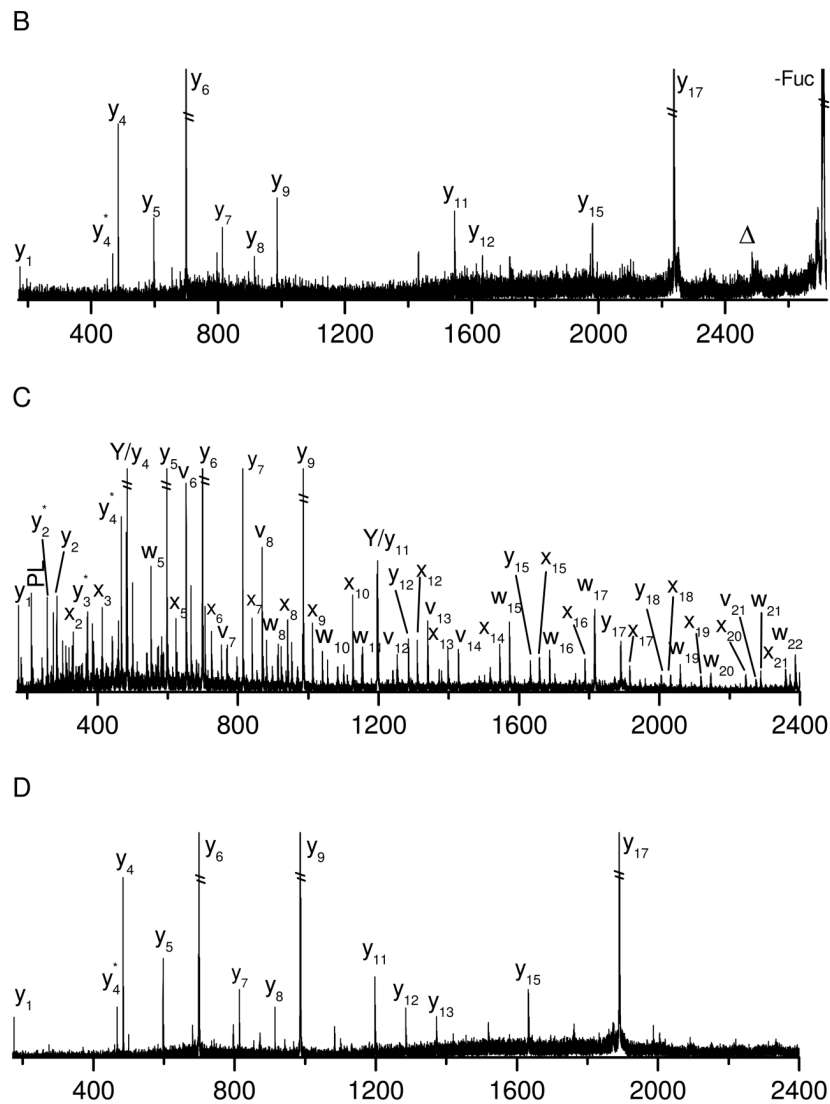 B
-Fuc
y6
y17
y4
y9
y11
y5
y7
y15
y4*
y12
y8
y1
Δ
400 800 1200 1600 2000 2400
C
Y/y4 y5 y6 y7 y9
v6
y4*
y2*
y2
v8
Y/y11
w5
x12
y12
y15
x15
PL
y1
y3*
x3
x10
v13
w15
w17
y18
x18
v21
w21
x2
x5
x6
x7
x8
x9
v7
w8
w10
w11
v12
x13
v14
x14
w16
x16
y17
x17
w19
x19
w20
x20
x21
w22
400 800 1200 1600 2000 2400
D
y6
y9
y17
y4
y5
y11
y7
y15
y4*
y8
y12
y13
y1
400 800 1200 1600 2000 2400